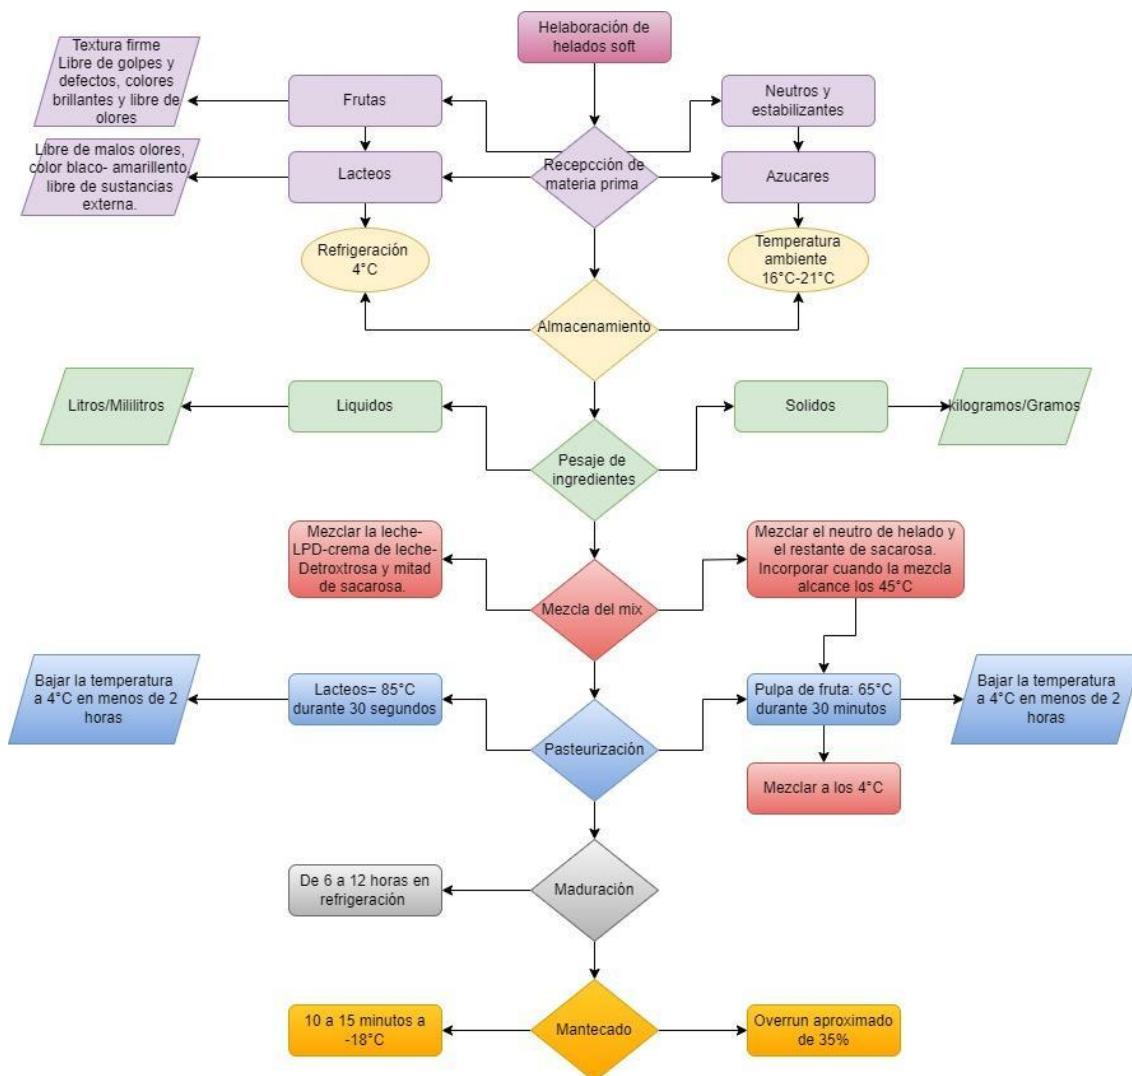 Helaboración de
helados soft
Textura firme
Libre de golpes y
defectos, colores
brillantes y libre de
olores
Frutas
Neutros y
estabilizantes
Libre de malos olores,
color blaco- amarillento,
libre de sustancias
externa.
Lacteos
Recepcción de
materia prima
Azucares
Refrigeración
4°C
Temperatura
ambiente
16°C-21°C
Almacenamiento
Litros/Mililitros
Liquidos
Solidos
kilogramos/Gramos
Pesaje de
ingredientes
Mezclar la leche-
LPD-crema de leche-
Detroxtrosa y mitad
de sacarosa.
Mezclar el neutro de helado y
el restante de sacarosa.
Incorporar cuando la mezcla
alcance los 45°C
Mezcla del mix
Bajar la temperatura
a 4°C en menos de 2
horas
Lacteos= 85°C
durante 30 segundos
Pulpa de fruta: 65°C
durante 30 minutos
Bajar la temperatura
a 4°C en menos de 2
horas
Pasteurización
Mezclar a los 4°C
De 6 a 12 horas en
refrigeración
Maduración
10 a 15 minutos a
-18°C
Mantecado
Overrun aproximado
de 35%